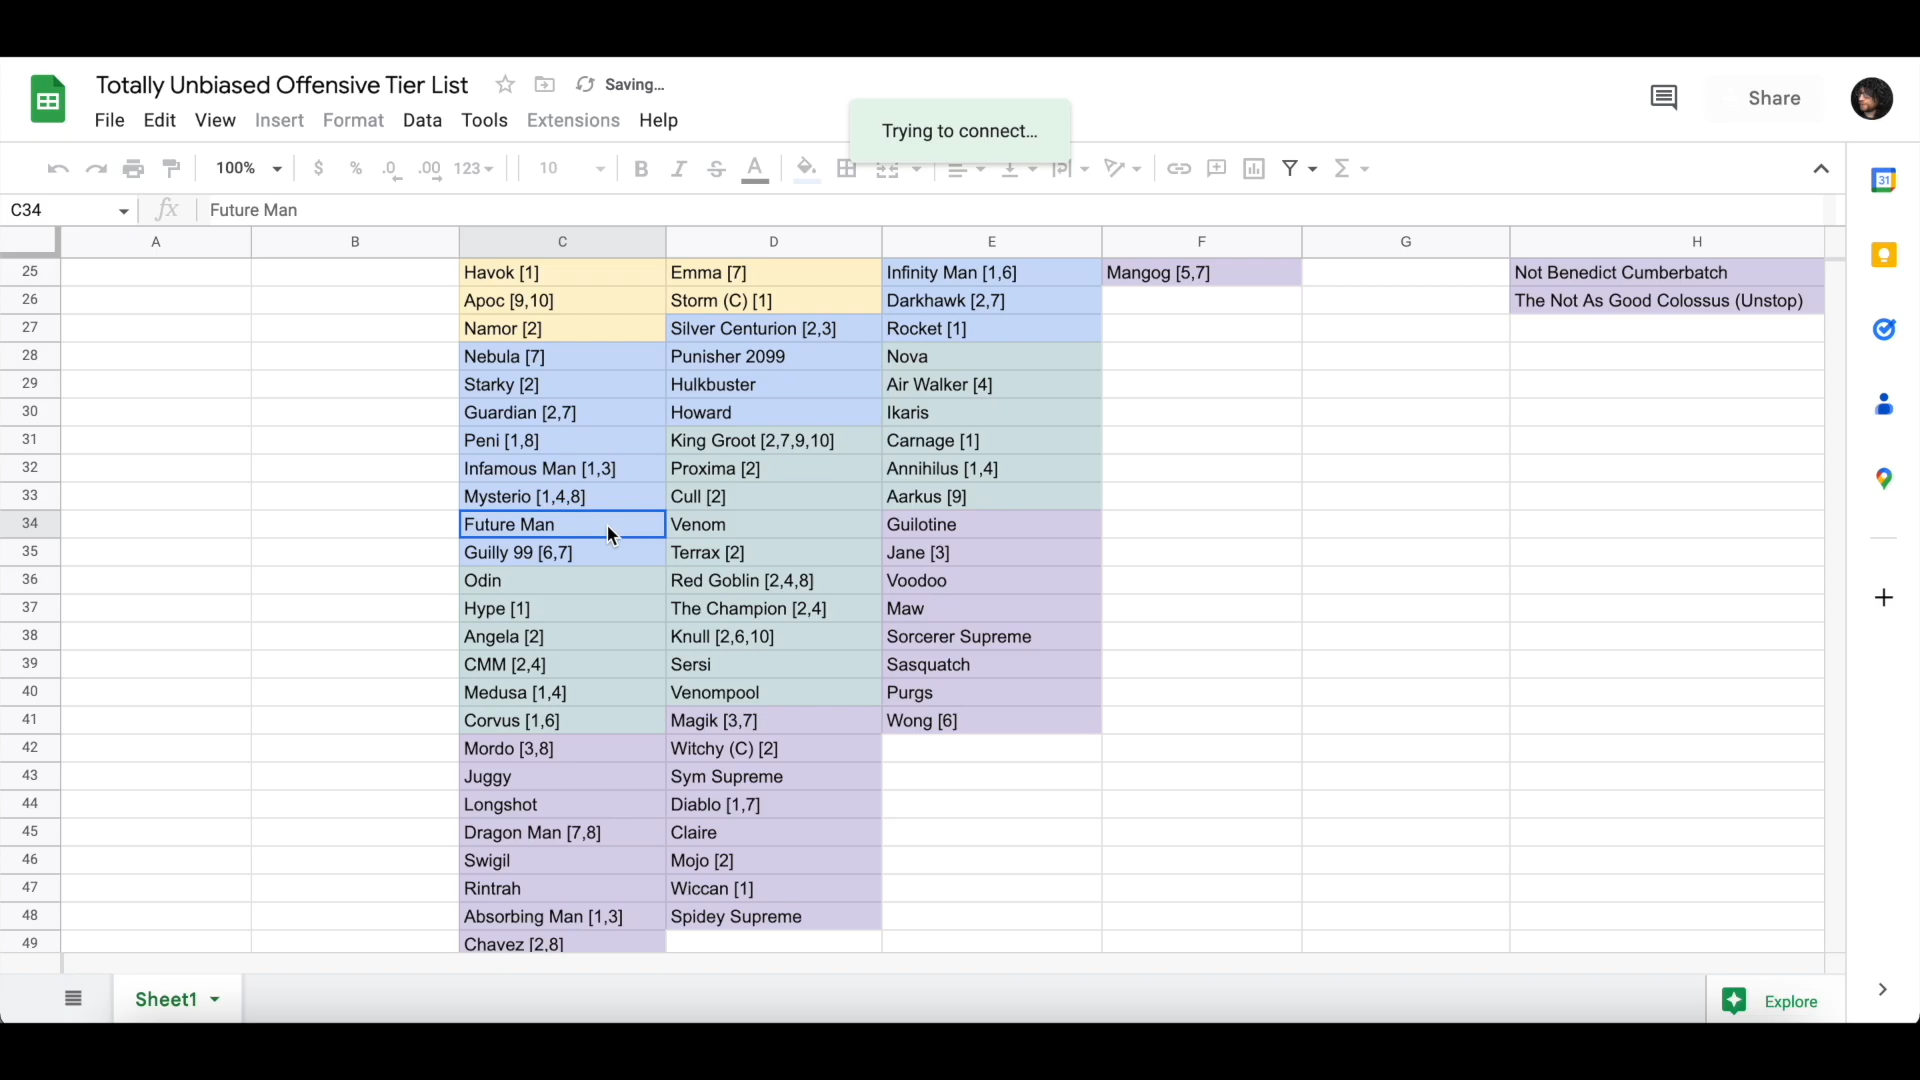 Totally Unbiased Offensive Tier List Saving...
File Edit View Insert Format Data Tools Extensions Help
Trying to connect...
Share
100% $ % .0 .00 123 10 B I S A
31
C34 fx Future Man
A B C D E F G H
25 Havok [1] Emma [7] Infinity Man [1,6] Mangog [5,7] Not Benedict Cumberbatch
26 Apoc [9,10] Storm (C) [1] Darkhawk [2,7] The Not As Good Colossus (Unstop)
27 Namor [2] Silver Centurion [2,3] Rocket [1]
28 Nebula [7] Punisher 2099 Nova
29 Starky [2] Hulkbuster Air Walker [4]
30 Guardian [2,7] Howard Ikaris
31 Peni [1,8] King Groot [2,7,9,10] Carnage [1]
32 Infamous Man [1,3] Proxima [2] Annihilus [1,4]
33 Mysterio [1,4,8] Cull [2] Aarkus [9]
34 Future Man Venom Guilotine
35 Guilly 99 [6,7] Terrax [2] Jane [3]
36 Odin Red Goblin [2,4,8] Voodoo
37 Hype [1] The Champion [2,4] Maw
38 Angela [2] Knull [2,6,10] Sorcerer Supreme
39 CMM [2,4] Sersi Sasquatch
40 Medusa [1,4] Venompool Purgs
41 Corvus [1,6] Magik [3,7] Wong [6]
42 Mordo [3,8] Witchy (C) [2]
43 Juggy Sym Supreme
44 Longshot Diablo [1,7]
45 Dragon Man [7,8] Claire
46 Swigil Mojo [2]
47 Rintrah Wiccan [1]
48 Absorbing Man [1,3] Spidey Supreme
49 Chavez [2,8]
Sheet1 Explore